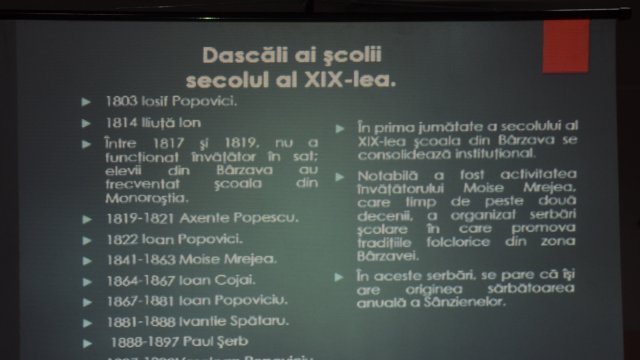 Dascăli ai şcolii
secolul al XIX-lea.
1803 Iosif Popovici.
1814 Iliuţă Ion
Între 1817 şi 1819, nu a
funcţionat învăţător în sat;
elevii din Bârzava au
frecventat şcoala din
Monoroştia.
1819-1821 Axente Popescu.
1822 Ioan Popovici.
1841-1863 Moise Mrejea.
1864-1867 Ioan Cojai.
1867-1881 Ioan Popoviciu.
1881-1888 Ivantie Spătaru.
1888-1897 Paul Şerb
În prima jumătate a secolului al
XIX-lea şcoala din Bârzava se
consolidează instituţional.
Notabilă a fost activitatea
învăţătorului Moise Mrejea,
care timp de peste două
decenii, a organizat serbări
şcolare în care promova
tradiţiile folclorice din zona
Bârzavei.
În aceste serbări, se pare că îşi
are originea sărbătoarea
anuală a Sânzienelor.